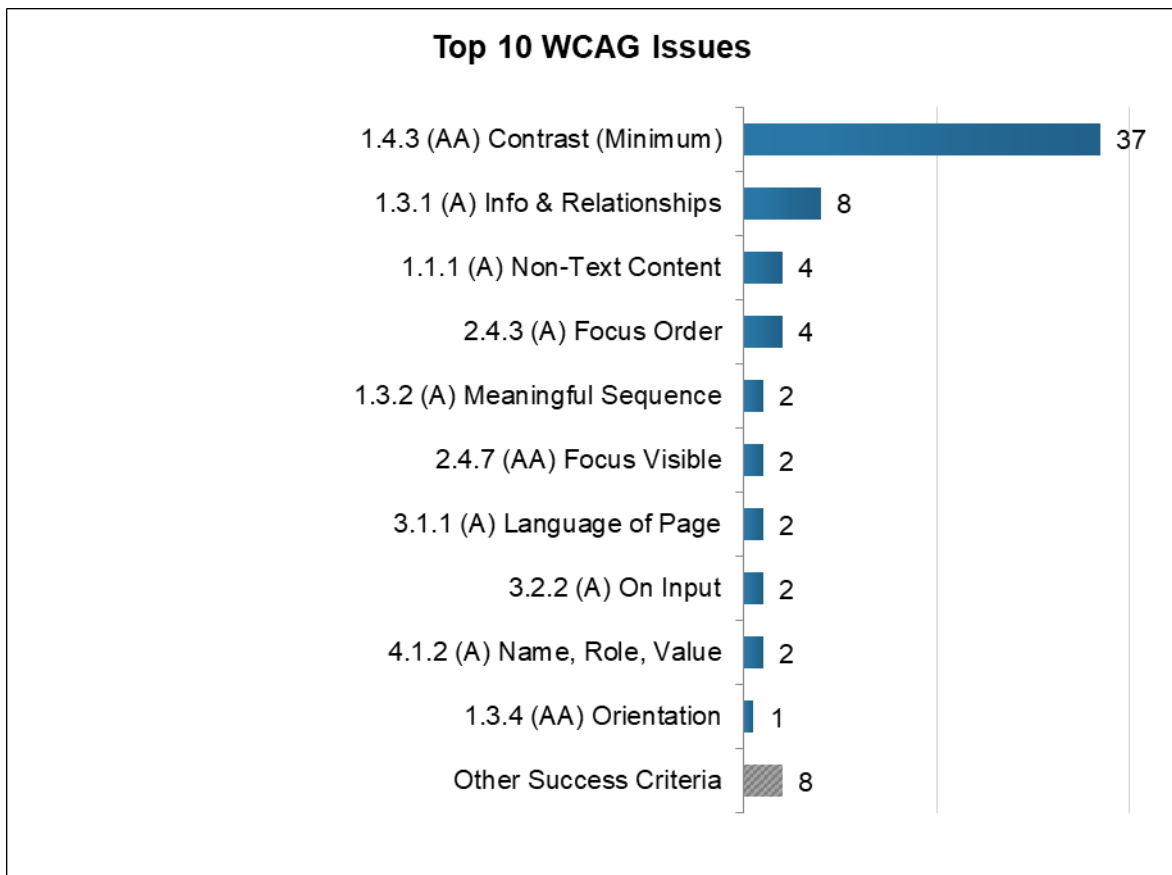 Top 10 WCAG Issues
1.4.3 (AA) Contrast (Minimum) 37
1.3.1 (A) Info & Relationships 8
1.1.1 (A) Non-Text Content 4
2.4.3 (A) Focus Order 4
1.3.2 (A) Meaningful Sequence 2
2.4.7 (AA) Focus Visible 2
3.1.1 (A) Language of Page 2
3.2.2 (A) On Input 2
4.1.2 (A) Name, Role, Value 2
1.3.4 (AA) Orientation 1
Other Success Criteria 8